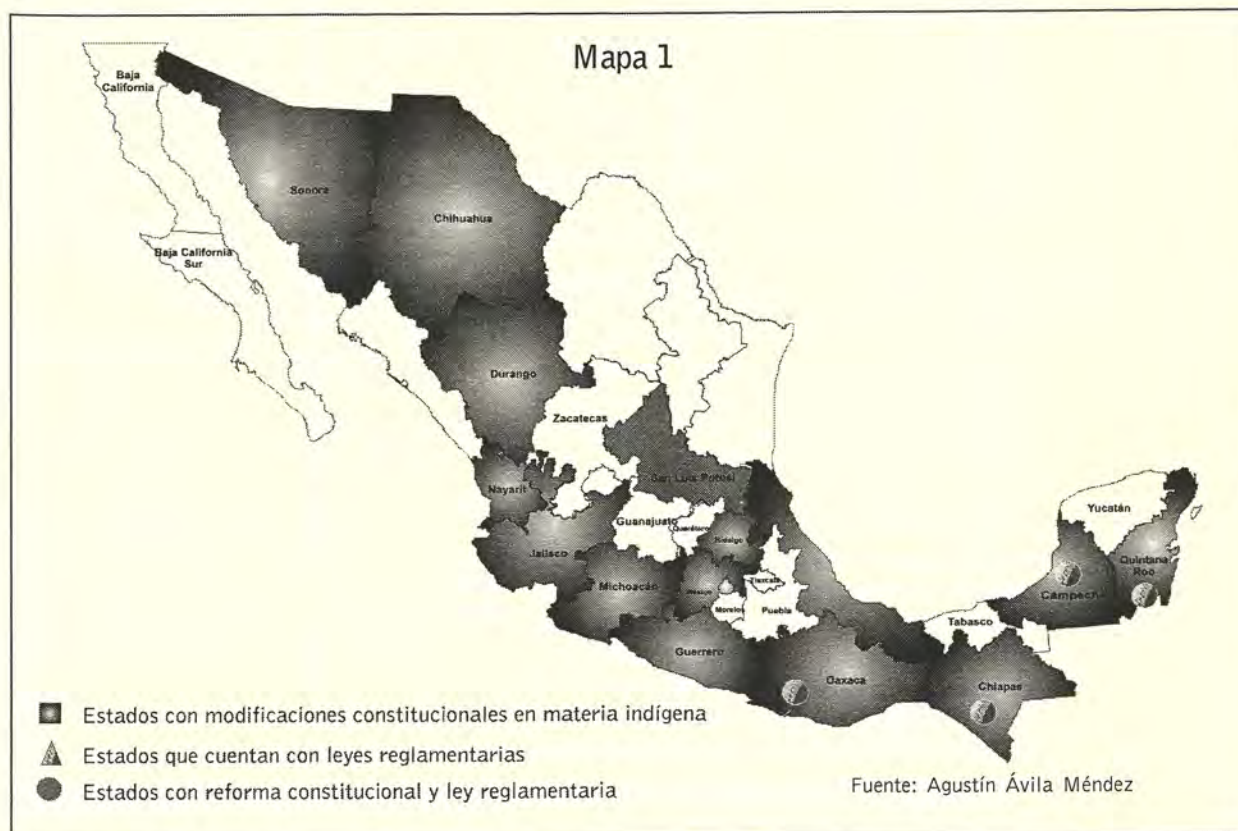 Mapa 1
Baja
California
Sonora
Chihuahua
Baja California
Sur
Durango
Zacatecas
San Luis Potosí
Nayarit
Guanajuato
Querétaro
Hidalgo
Jalisco
Michoacán
México
Tlaxcala
Morelos
Puebla
Guerrero
Oaxaca
Tabasco
Chiapas
Campeche
Yucatán
Quintana
Roo
Estados con modificaciones constitucionales en materia indígena
Estados que cuentan con leyes reglamentarias
Estados con reforma constitucional y ley reglamentaria
Fuente: Agustín Ávila Méndez